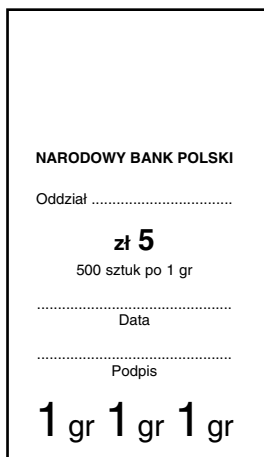 NARODOWY BANK POLSKI
Oddział ..................................
zł 5
500 sztuk po 1 gr
...............................................
Data
...............................................
Podpis
1 gr 1 gr 1 gr